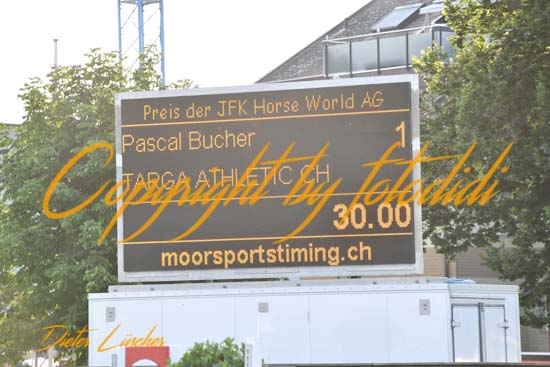 Preis der JFK Horse World AG
Pascal Bucher 1
TARGA ATHLETIC CH
30.00
moorsportstiming.ch
Copyright by fotodidi
Dieter Lüscher